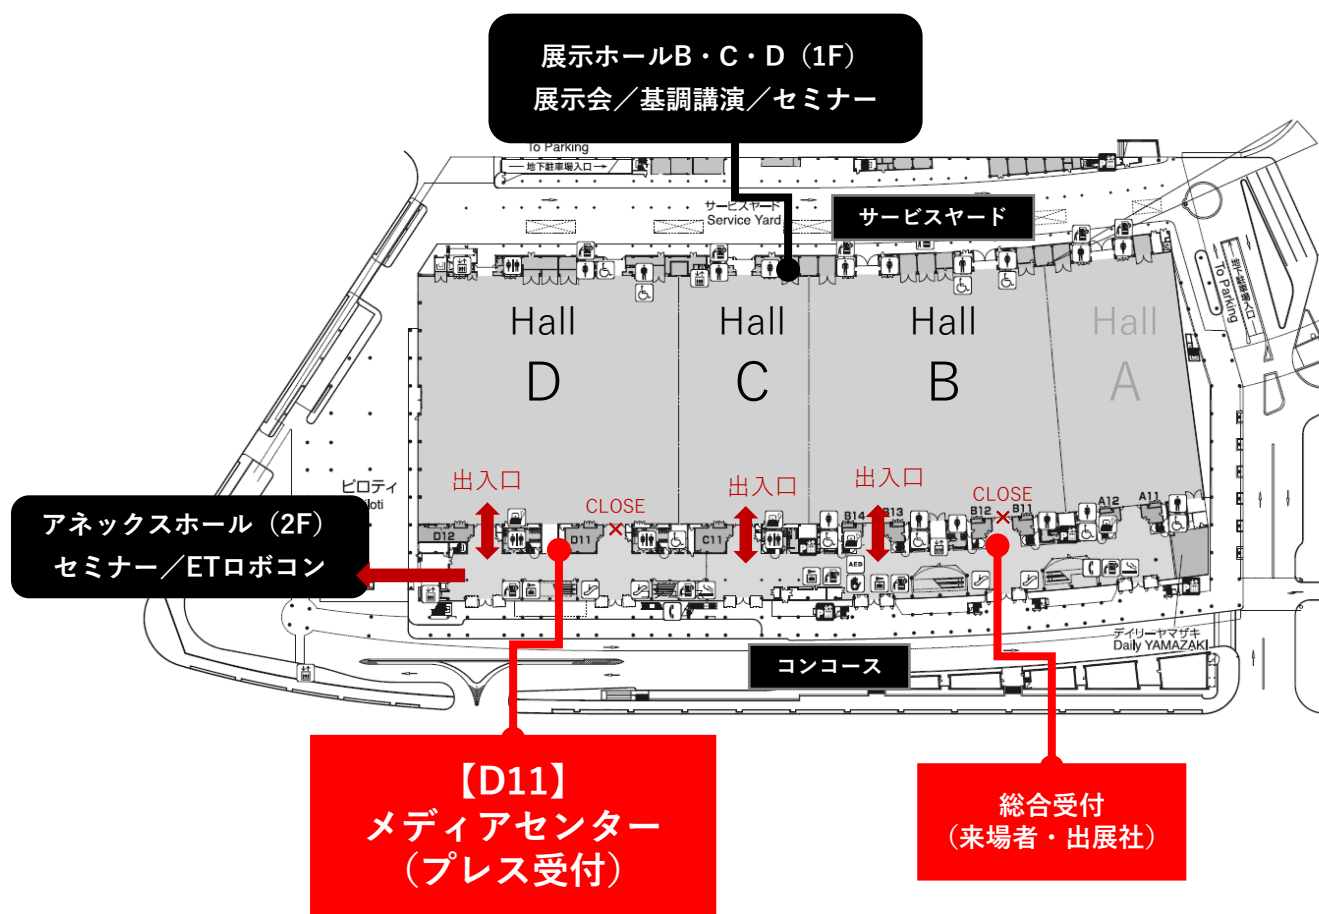 展示ホールB・C・D（1F）
展示会／基調講演／セミナー
To Parking
地下駐車場入口→
サービスヤード
Service Yard
サービスヤード
To Parking
Hall
D
Hall
C
Hall
B
Hall
A
出入口
CLOSE
出入口
出入口
CLOSE
ピロティ
アネックスホール（2F）
セミナー／ETロボコン
D12
D11
C11
B14
B13
B12
B11
A12
A11
AED
デイリーヤマザキ
Daily YAMAZAKI
コンコース
【D11】
メディアセンター
（プレス受付）
総合受付
（来場者・出展社）